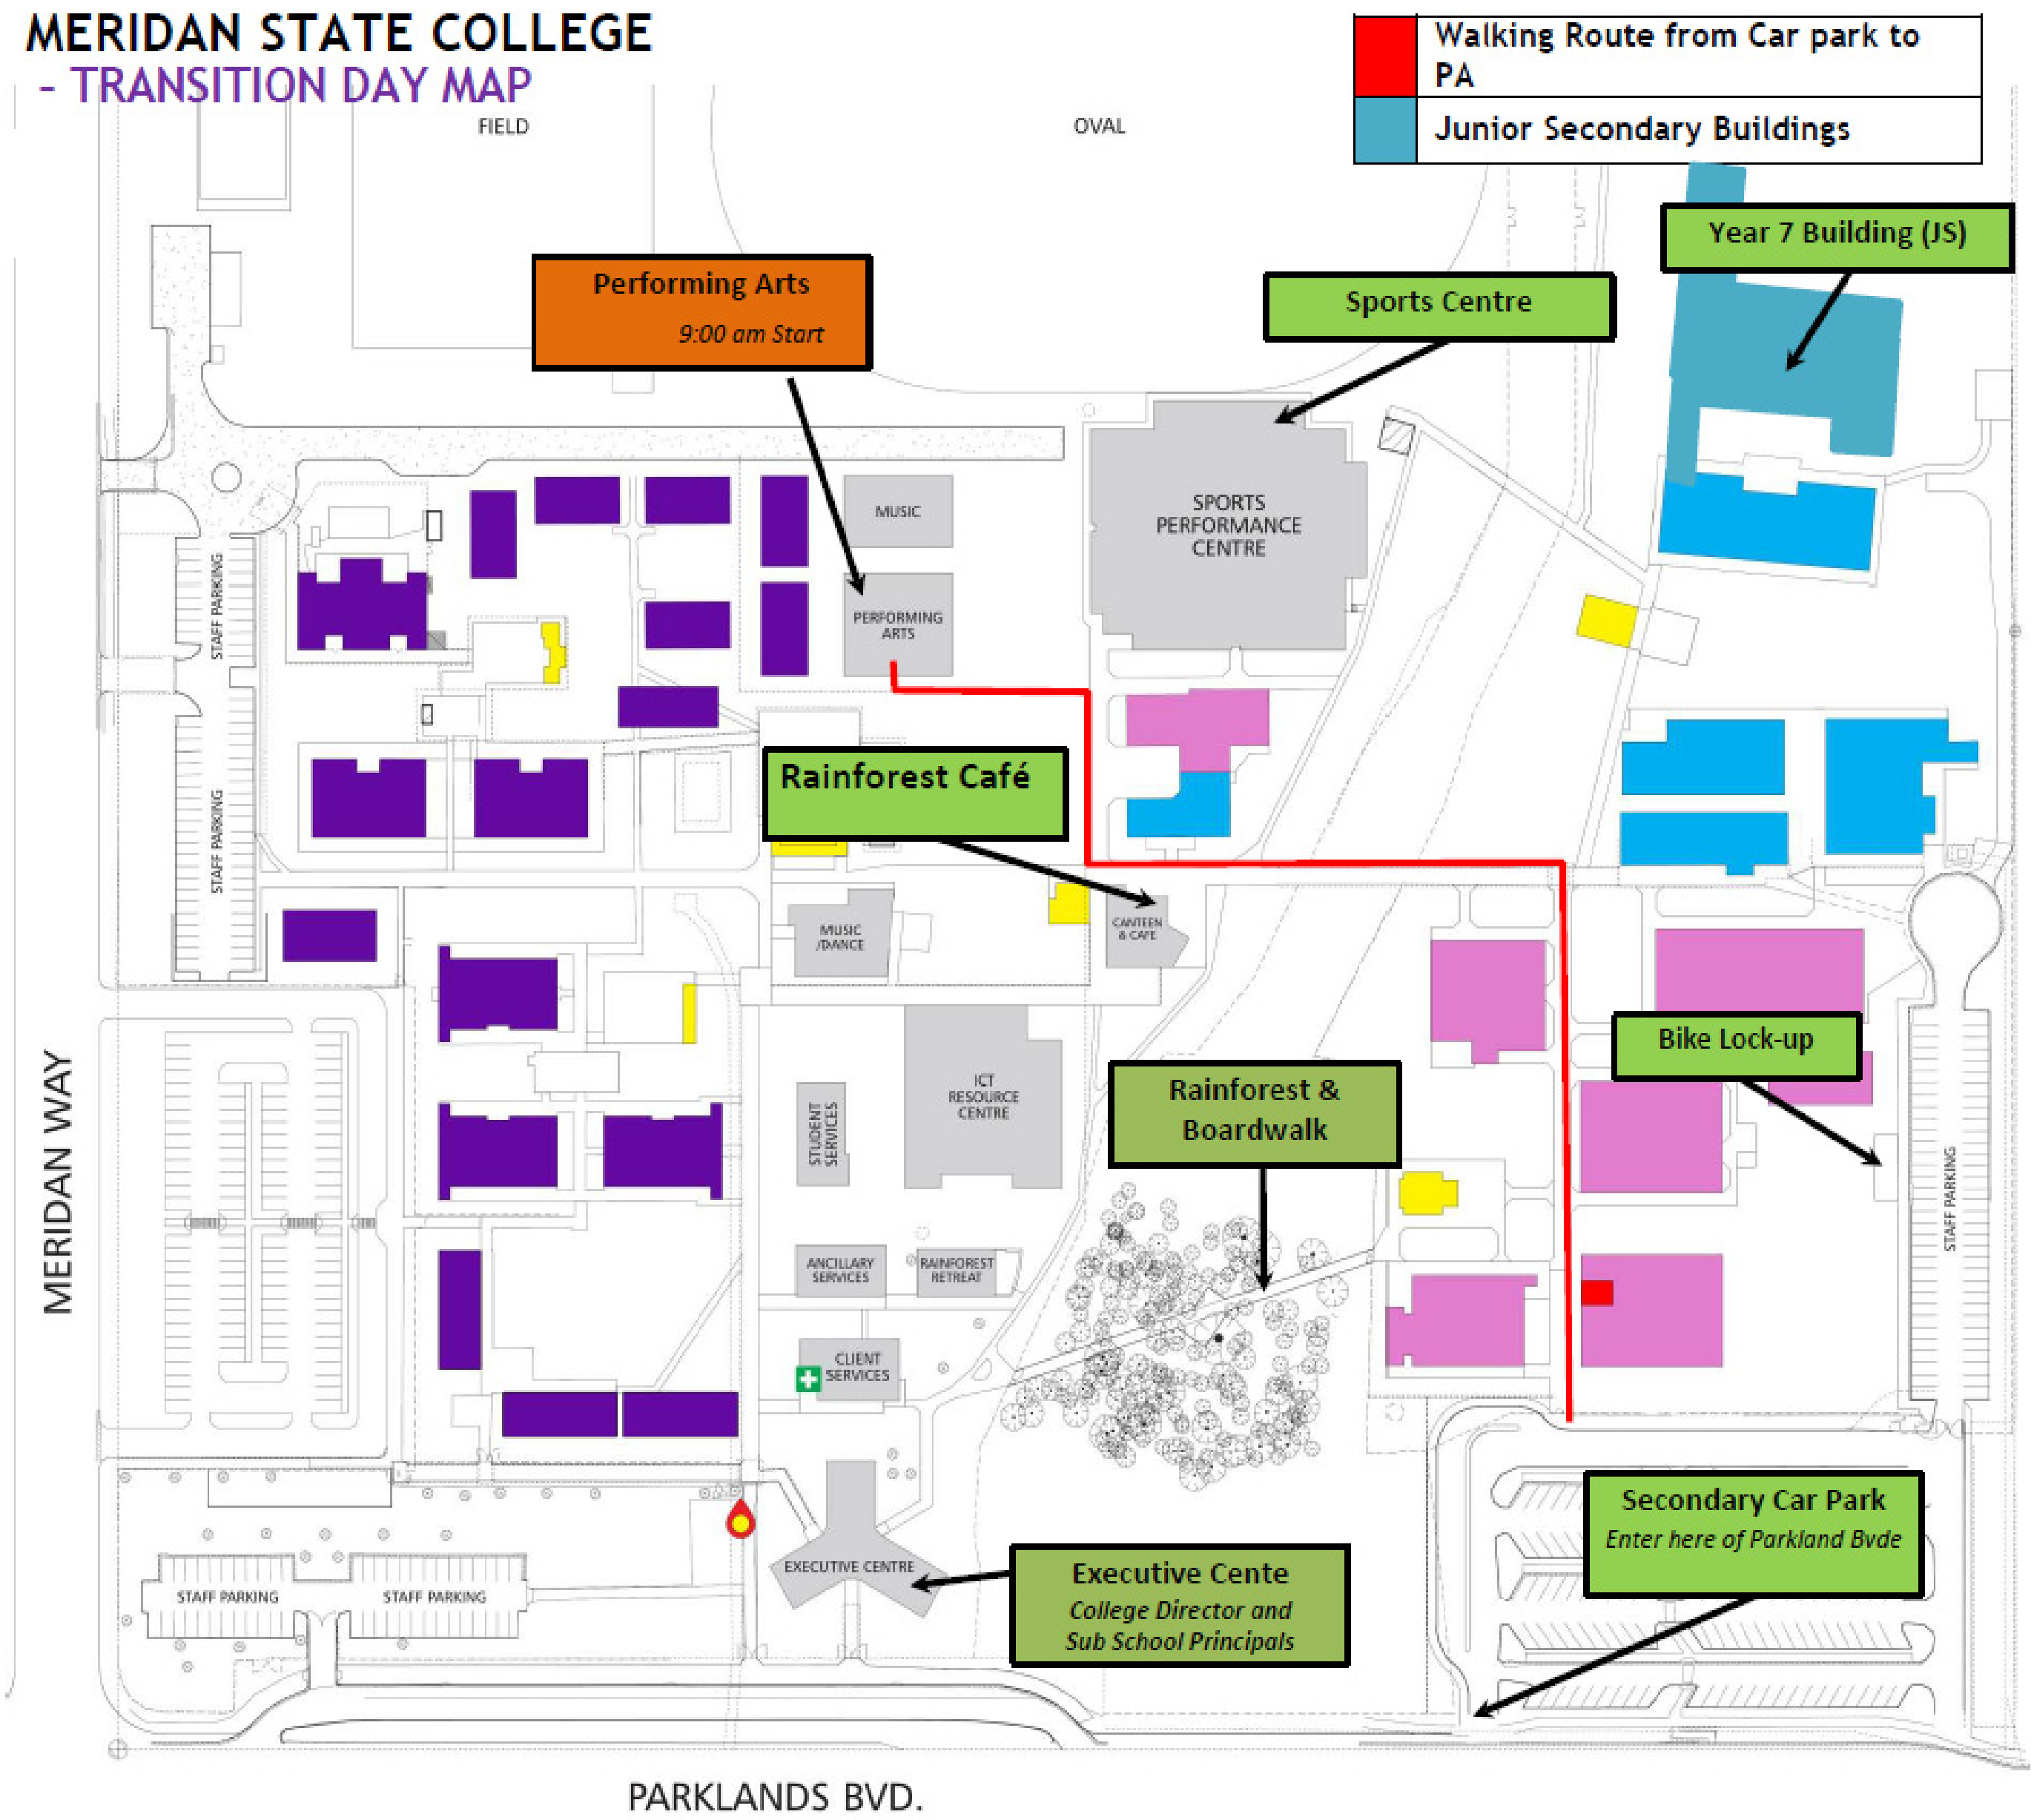 MERIDAN STATE COLLEGE
– TRANSITION DAY MAP
Walking Route from Car park to
PA
Junior Secondary Buildings
FIELD
OVAL
Year 7 Building (JS)
Performing Arts
9:00 am Start
Sports Centre
MUSIC
SPORTS
PERFORMANCE
CENTRE
STAFF PARKING
PERFORMING
ARTS
Rainforest Café
STAFF PARKING
MUSIC
/DANCE
CANTEEN
& CAFE
Bike Lock-up
ICT
RESOURCE
CENTRE
Rainforest &
Boardwalk
STUDENT
SERVICES
STAFF PARKING
MERIDAN WAY
ANCILLARY
SERVICES
RAINFOREST
RETREAT
CLIENT
SERVICES
Secondary Car Park
Enter here of Parkland Bvde
EXECUTIVE CENTRE
Executive Cente
College Director and
Sub School Principals
STAFF PARKING
STAFF PARKING
PARKLANDS BVD.